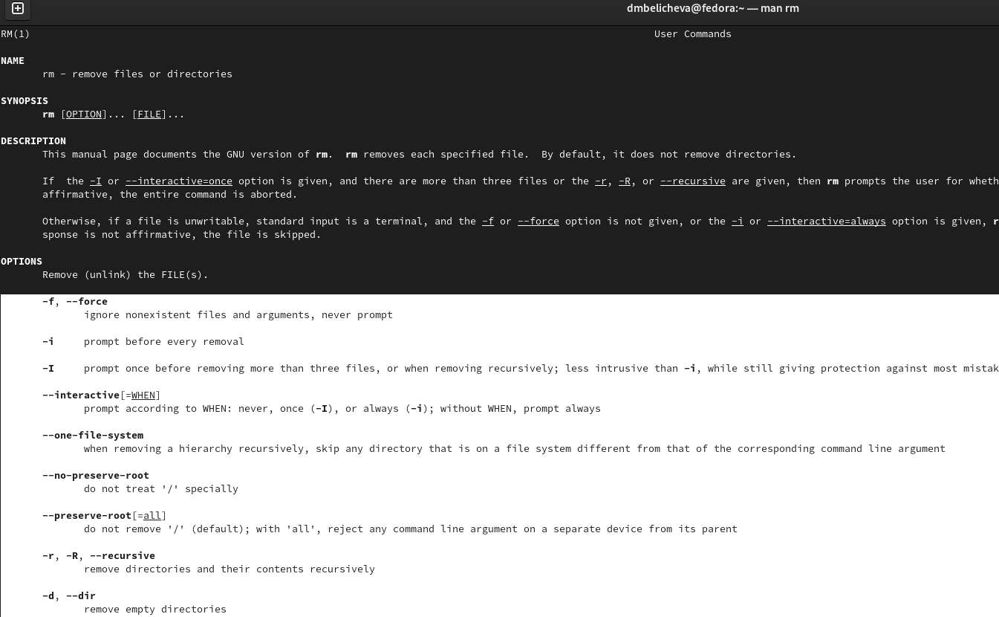 dmbelicheva@fedora:~ — man rm
RM(1) User Commands
NAME
rm - remove files or directories
SYNOPSIS
rm [OPTION]... [FILE]...
DESCRIPTION
This manual page documents the GNU version of rm. rm removes each specified file. By default, it does not remove directories.
If the -I or --interactive=once option is given, and there are more than three files or the -r, -R, or --recursive are given, then rm prompts the user for wheth
affirmative, the entire command is aborted.
Otherwise, if a file is unwritable, standard input is a terminal, and the -f or --force option is not given, or the -i or --interactive=always option is given, r
sponse is not affirmative, the file is skipped.
OPTIONS
Remove (unlink) the FILE(s).
-f, --force
ignore nonexistent files and arguments, never prompt
-i prompt before every removal
-I prompt once before removing more than three files, or when removing recursively; less intrusive than -i, while still giving protection against most mistak
--interactive[=WHEN]
prompt according to WHEN: never, once (-I), or always (-i); without WHEN, prompt always
--one-file-system
when removing a hierarchy recursively, skip any directory that is on a file system different from that of the corresponding command line argument
--no-preserve-root
do not treat '/' specially
--preserve-root[=all]
do not remove '/' (default); with 'all', reject any command line argument on a separate device from its parent
-r, -R, --recursive
remove directories and their contents recursively
-d, --dir
remove empty directories